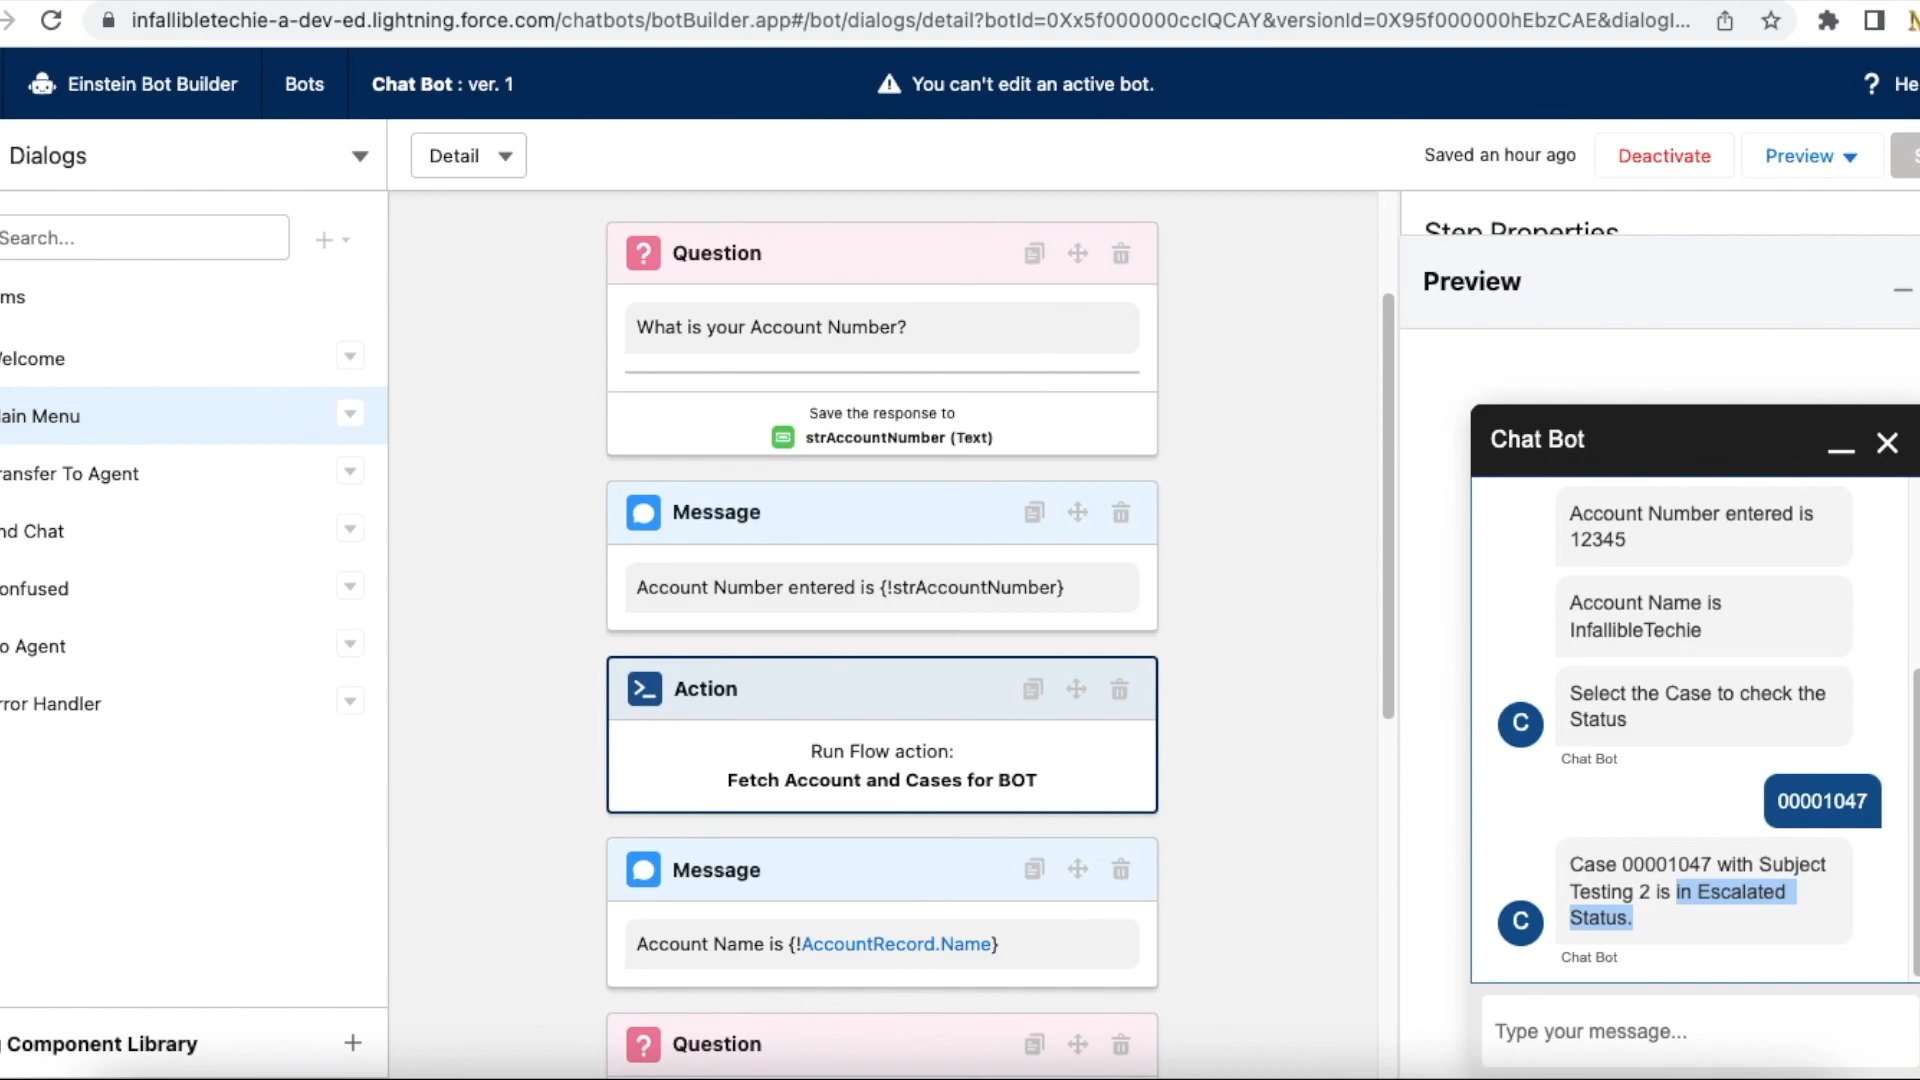 infallibletechie-a-dev-ed.lightning.force.com/chatbots/botBuilder.app#/bot/dialogs/detail?botId=0Xx5f000000ccIQCAY&versionId=0X95f000000hEbzCAE&dialogI...
Einstein Bot Builder
Bots
Chat Bot : ver. 1
You can't edit an active bot.
? He
Dialogs
Detail
Saved an hour ago
Deactivate
Preview
Search...
ms
elcome
ain Menu
ransfer To Agent
nd Chat
onfused
o Agent
rror Handler
Component Library
Question
What is your Account Number?
Save the response to
strAccountNumber (Text)
Message
Account Number entered is {!strAccountNumber}
Action
Run Flow action:
Fetch Account and Cases for BOT
Message
Account Name is {!AccountRecord.Name}
Question
Step Properties
Preview
Chat Bot
Account Number entered is
12345
Account Name is
InfallibleTechie
Select the Case to check the
Status
C
Chat Bot
00001047
Case 00001047 with Subject
Testing 2 is in Escalated
Status.
C
Chat Bot
Type your message...